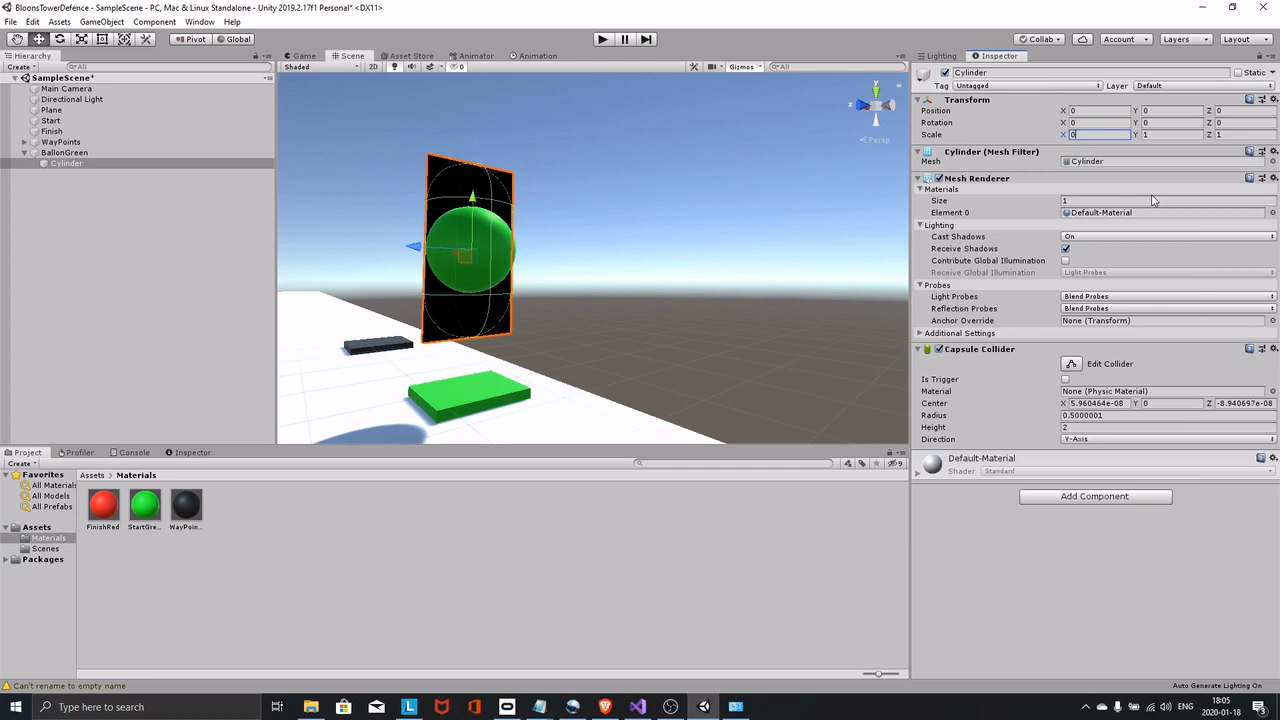 BloonsTowerDefence - SampleScene - PC, Mac & Linux Standalone - Unity 2019.2.17f1 Personal* <DX11>
File Edit Assets GameObject Component Window Help
Pivot Global Collab Account Layers Layout
Hierarchy
Create All
SampleScene*
Main Camera
Directional Light
Plane
Start
Finish
WayPoints
BallonGreen
Cylinder
Game Scene Asset Store Animator Animation
Shaded 2D 0 Gizmos All
y
z
Persp
Lighting Inspector
Cylinder Static
Tag Untagged Layer Default
Transform
Position X 0 Y 0 Z 0
Rotation X 0 Y 0 Z 0
Scale X 0 Y 1 Z 1
Cylinder (Mesh Filter)
Mesh Cylinder
Mesh Renderer
Materials
Size 1
Element 0 Default-Material
Lighting
Cast Shadows On
Receive Shadows
Contribute Global Illumination
Receive Global Illumination Light Probes
Probes
Light Probes Blend Probes
Reflection Probes Blend Probes
Anchor Override None (Transform)
Additional Settings
Capsule Collider
Edit Collider
Is Trigger
Material None (Physic Material)
Center X 5.960464e-08 Y 0 Z -8.940697e-08
Radius 0.5000001
Height 2
Direction Y-Axis
Default-Material
Shader Standard
Add Component
Project Profiler Console Inspector
Create 9
Favorites
All Materials
All Models
All Prefabs
Assets
Materials
Scenes
Packages
Assets Materials
FinishRed StartGre... WayPoin...
Can't rename to empty name
Auto Generate Lighting On
Type here to search
ENG
18:05
2020-01-18